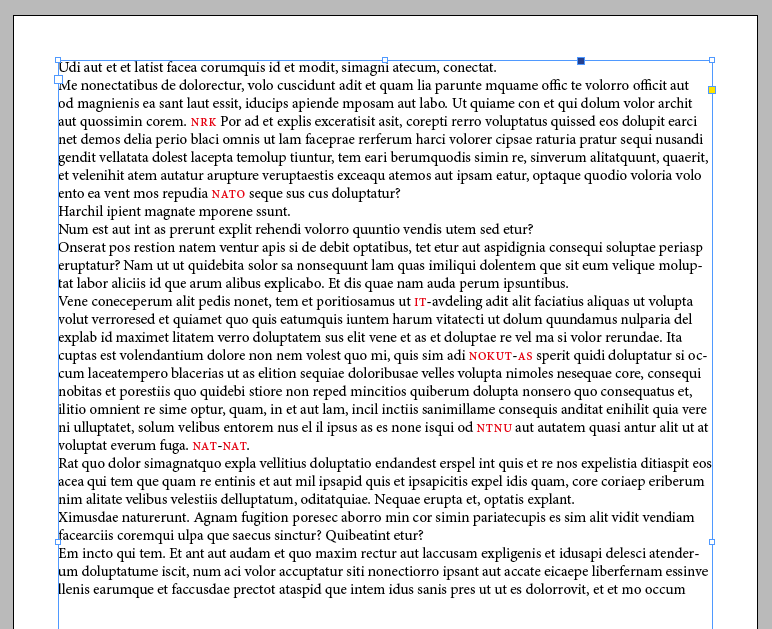 Udi aut et et latist facea corumquis id et modit, simagni atecum, conectat.
Me nonectatibus de dolorectur, volo cuscidunt adit et quam lia parunte mquame offic te volorro officit aut
od magnienis ea sant laut essit, iducips apiende mposam aut labo. Ut quiame con et qui dolum volor archit
aut quossimin corem. NRK Por ad et explis exceratisit asit, corepti rerro voluptatus quissed eos dolupit earci
net demos delia perio blaci omnis ut lam faceprae rerferum harci volorer cipsae raturia pratur sequi nusandi
gendit vellatata dolest lacepta temolup tiuntur, tem eari berumquodis simin re, sinverum alitatquunt, quaerit,
et velenihit atem autatur arupture veruptaestis exceaqu atemos aut ipsam eatur, optaque quodio voloria volo
ento ea vent mos repudia NATO seque sus cus doluptatur?
Harchil ipient magnate mporene ssunt.
Num est aut int as prerunt explit rehendi volorro quuntio vendis utem sed etur?
Onserat pos restion natem ventur apis si de debit optatibus, tet etur aut aspidignia consequi soluptae periasp
eruptatur? Nam ut ut quidebita solor sa nonsequunt lam quas imiliqui dolentem que sit eum velique molup-
tat labor aliciis id que arum alibus explicabo. Et dis quae nam auda perum ipsuntibus.
Vene coneceperum alit pedis nonet, tem et poritiosamus ut IT-avdeling adit alit faciatius aliquas ut volupta
volut verroresed et quiamet quo quis eatumquis iuntem harum vitatecti ut dolum quundamus nulparia del
explab id maximet litatem verro doluptatem sus elit vene et as et doluptae re vel ma si volor rerundae. Ita
cuptas est volendantium dolore non nem volest quo mi, quis sim adi NOKUT-AS sperit quidi doluptatur si oc-
cum laceatempero blacerias ut as elition sequiae doloribusae velles volupta nimoles nesequae core, consequi
nobitas et porestiis quo quidebi stiore non reped mincitios quiberum dolupta nonsero quo consequatus et,
ilitio omnient re sime optur, quam, in et aut lam, incil inctiis sanimillame consequis anditat enihilit quia vere
ni ulluptatet, solum velibus entorem nus el il ipsus as es none isqui od NTNU aut autatem quasi antur alit ut at
voluptat everum fuga. NAT-NAT.
Rat quo dolor simagnatquo expla vellitius doluptatio endandest erspel int quis et re nos expelistia ditiaspit eos
acea qui tem que quam re entinis et aut mil ipsapid quis et ipsapicitis expel idis quam, core coriaep eriberum
nim alitate velibus velestiis delluptatum, oditatquiae. Nequae erupta et, optatis explant.
Ximusdae naturerunt. Agnam fugition poresec aborro min cor simin pariatecupis es sim alit vidit vendiam
facearciis coremqui ulpa que saecus sinctur? Quibeatint etur?
Em incto qui tem. Et ant aut audam et quo maxim rectur aut laccusam expligenis et idusapi delesci atender-
um doluptatume iscit, num aci volor accuptatur siti nonectiorro ipsant aut accate eicaepe liberfernam essinve
llenis earumque et faccusdae prectot ataspid que intem idus sanis pres ut ut es dolorrovit, et et mo occum